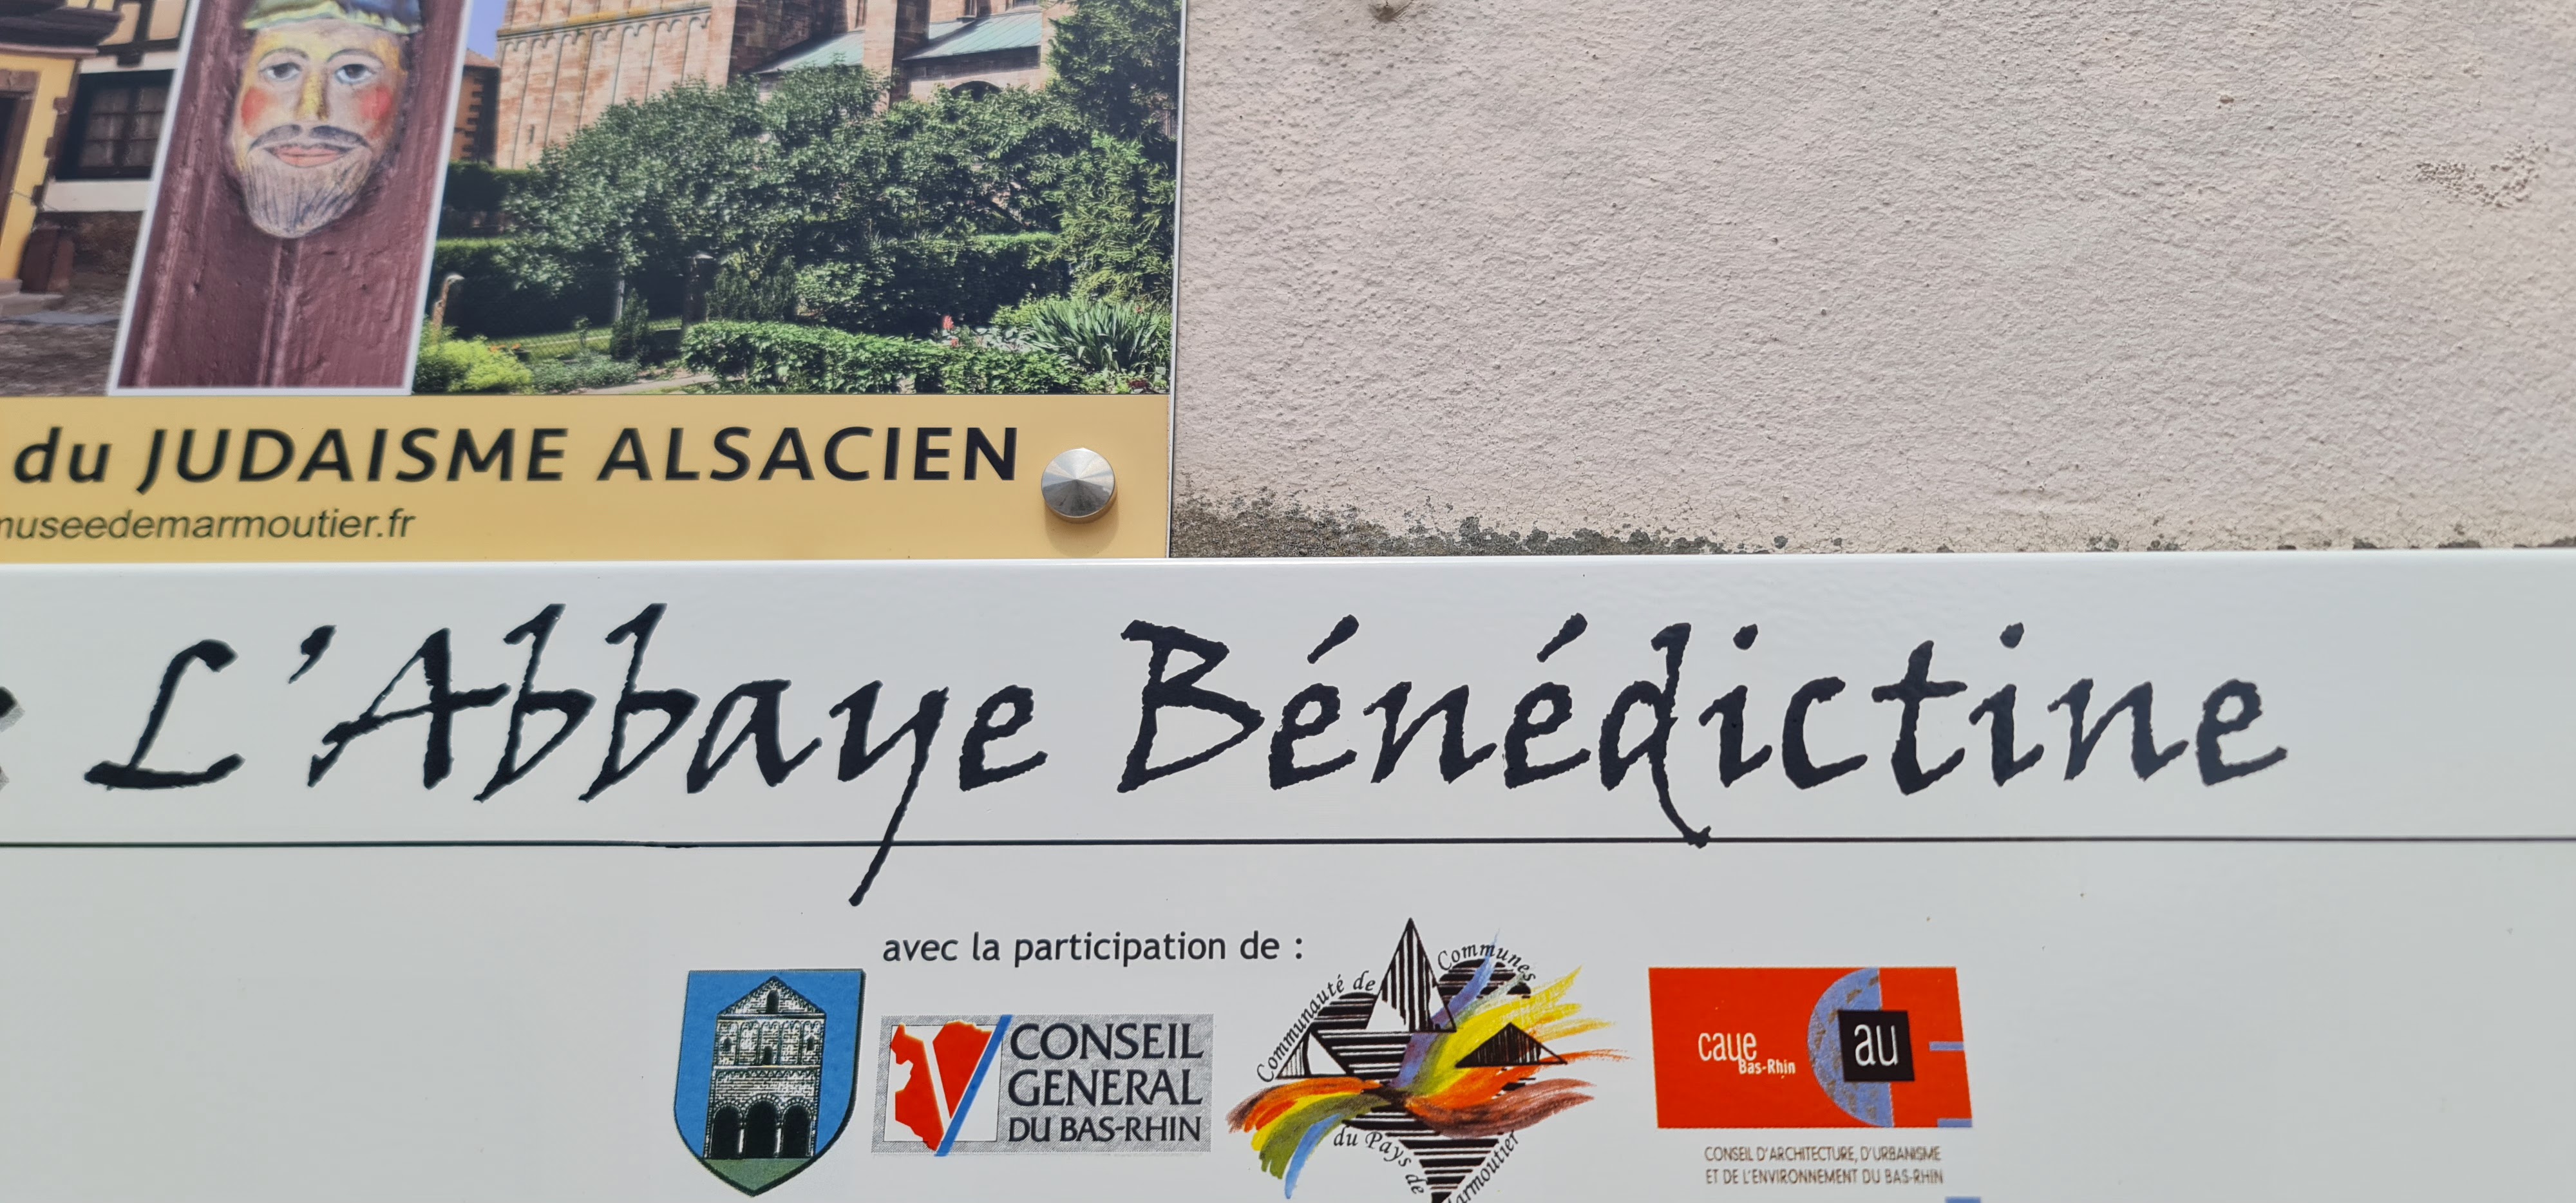 du JUDAISME ALSACIEN
museedemarmoutier.fr
L'Abbaye Bénédictine
avec la participation de :
CONSEIL
GENERAL
DU BAS-RHIN
Communauté de Communes
du Pays de Marmoutier
caue
Bas-Rhin
au
CONSEIL D'ARCHITECTURE, D'URBANISME
ET DE L'ENVIRONNEMENT DU BAS-RHIN